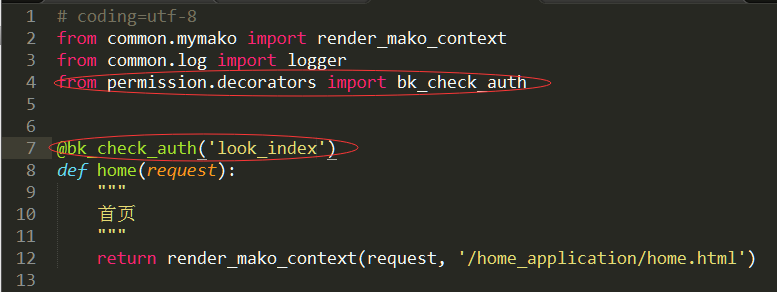 1 # coding=utf-8
2 from common.mymako import render_mako_context
3 from common.log import logger
4 from permission.decorators import bk_check_auth
5
6
7 @bk_check_auth('look_index')
8 def home(request):
9 """
10 首页
11 """
12 return render_mako_context(request, '/home_application/home.html')
13